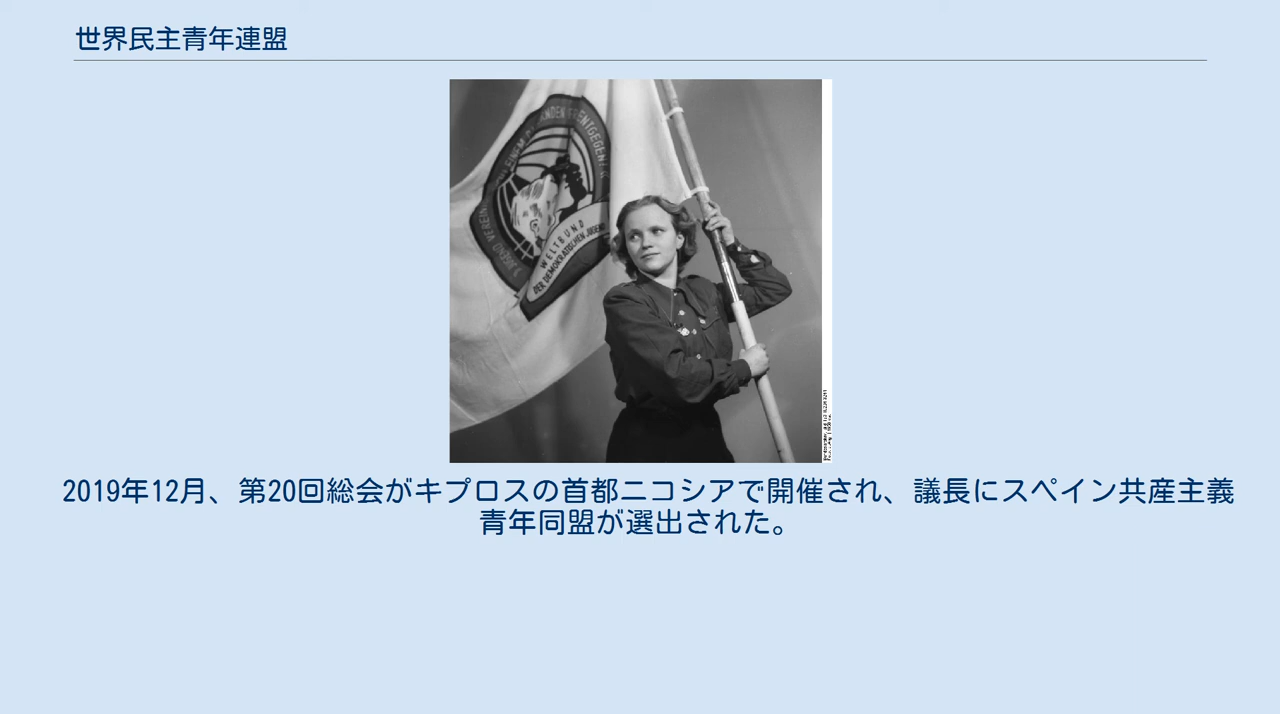 世界民主青年連盟
WELTBUND
DER DEMOKRATISCHEN JUGEND
2019年12月、第20回総会がキプロスの首都ニコシアで開催され、議長にスペイン共産主義
青年同盟が選出された。